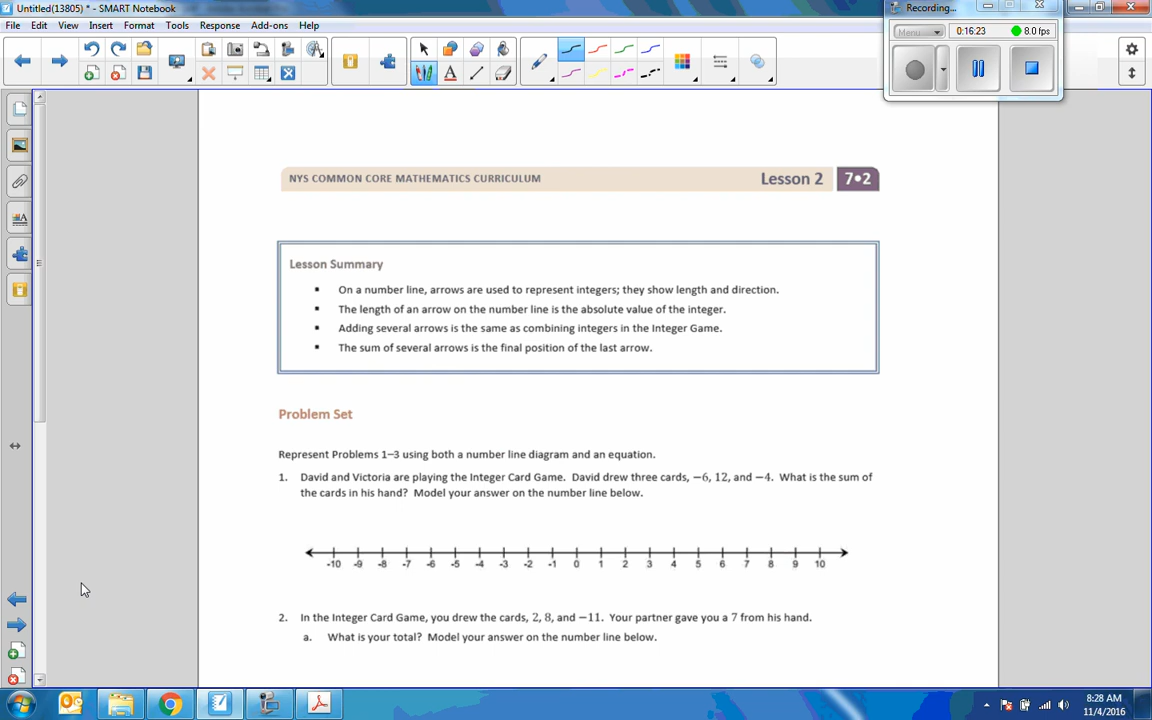 Untitled(13805) * - SMART Notebook
Recording...
File Edit View Insert Format Tools Response Add-ons Help
Menu
0:16:23
8.0 fps
NYS COMMON CORE MATHEMATICS CURRICULUM
Lesson 2
7•2
Lesson Summary
▪ On a number line, arrows are used to represent integers; they show length and direction.
▪ The length of an arrow on the number line is the absolute value of the integer.
▪ Adding several arrows is the same as combining integers in the Integer Game.
▪ The sum of several arrows is the final position of the last arrow.
Problem Set
Represent Problems 1–3 using both a number line diagram and an equation.
1. David and Victoria are playing the Integer Card Game. David drew three cards, −6, 12, and −4. What is the sum of
the cards in his hand? Model your answer on the number line below.
-10 -9 -8 -7 -6 -5 -4 -3 -2 -1 0 1 2 3 4 5 6 7 8 9 10
2. In the Integer Card Game, you drew the cards, 2, 8, and −11. Your partner gave you a 7 from his hand.
a. What is your total? Model your answer on the number line below.
8:28 AM
11/4/2016